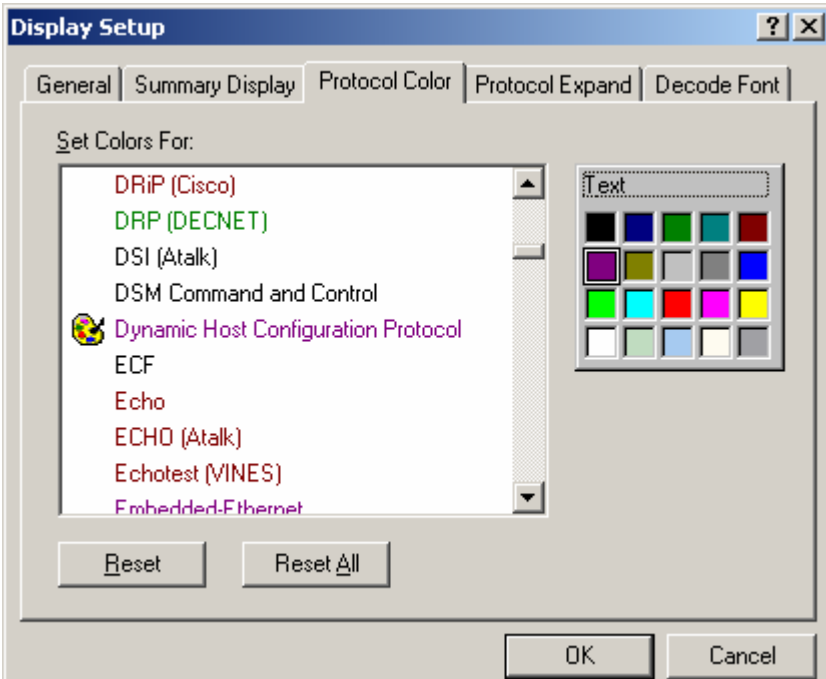 Display Setup
General Summary Display Protocol Color Protocol Expand Decode Font
Set Colors For:
DRiP (Cisco)
Text
DRP (DECNET)
DSI (Atalk)
DSM Command and Control
Dynamic Host Configuration Protocol
ECF
Echo
ECHO (Atalk)
Echotest (VINES)
Embedded-Ethernet
Reset Reset All
OK Cancel